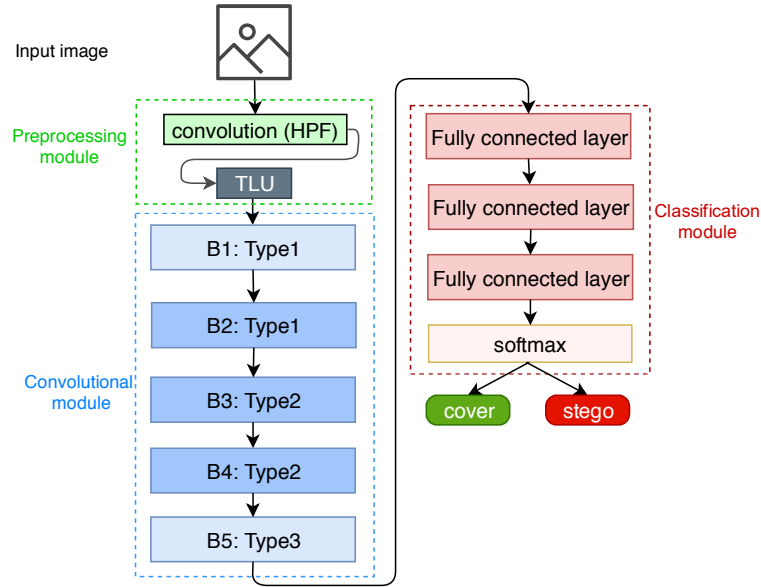 Input image
Preprocessing
module
convolution (HPF)
TLU
Convolutional
module
B1: Type1
B2: Type1
B3: Type2
B4: Type2
B5: Type3
Fully connected layer
Fully connected layer
Fully connected layer
softmax
Classification
module
cover
stego